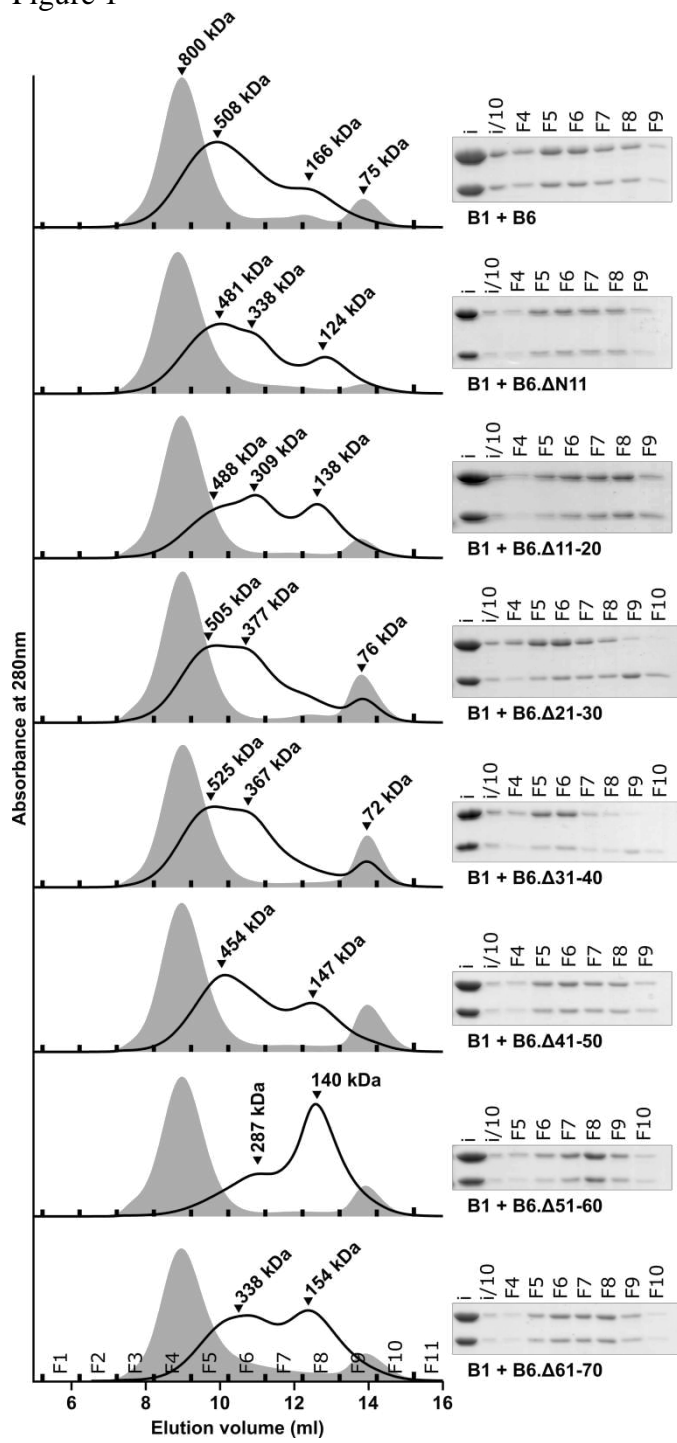 Figure 1
800 kDa
508 kDa
166 kDa
75 kDa
i i/10 F4 F5 F6 F7 F8 F9
B1 + B6
481 kDa
338 kDa
124 kDa
i i/10 F4 F5 F6 F7 F8 F9
B1 + B6.ΔN11
488 kDa
309 kDa
138 kDa
i i/10 F4 F5 F6 F7 F8 F9
B1 + B6.Δ11-20
505 kDa
377 kDa
76 kDa
i i/10 F4 F5 F6 F7 F8 F9 F10
B1 + B6.Δ21-30
525 kDa
367 kDa
72 kDa
i i/10 F4 F5 F6 F7 F8 F9 F10
B1 + B6.Δ31-40
454 kDa
147 kDa
i i/10 F4 F5 F6 F7 F8 F9
B1 + B6.Δ41-50
287 kDa
140 kDa
i i/10 F5 F6 F7 F8 F9 F10
B1 + B6.Δ51-60
338 kDa
154 kDa
i i/10 F4 F5 F6 F7 F8 F9 F10
B1 + B6.Δ61-70
F1 F2 F3 F4 F5 F6 F7 F8 F9 F10 F11
6 8 10 12 14 16
Elution volume (ml)
Absorbance at 280nm